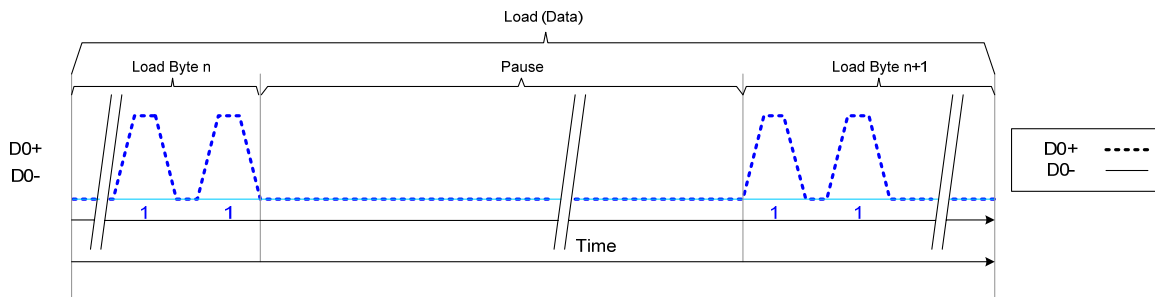 Load (Data)
Load Byte n
Pause
Load Byte n+1
D0+
D0-
D0+
D0-
1
1
1
1
Time